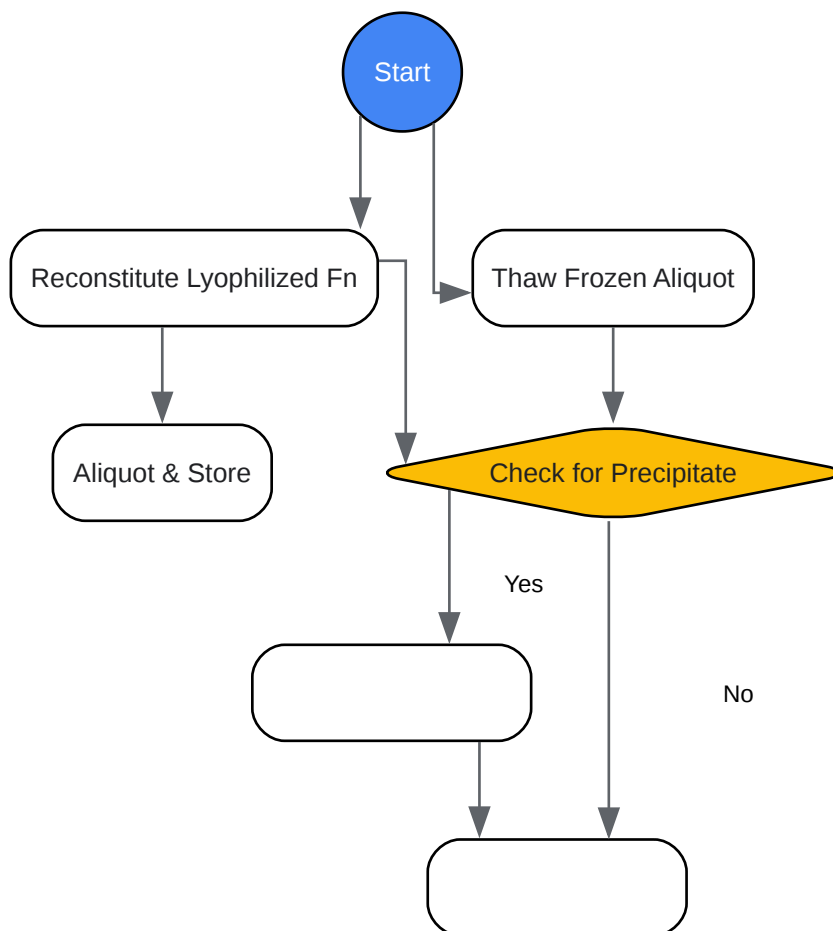 Start
Reconstitute Lyophilized Fn
Thaw Frozen Aliquot
Aliquot & Store
Check for Precipitate
Yes
No